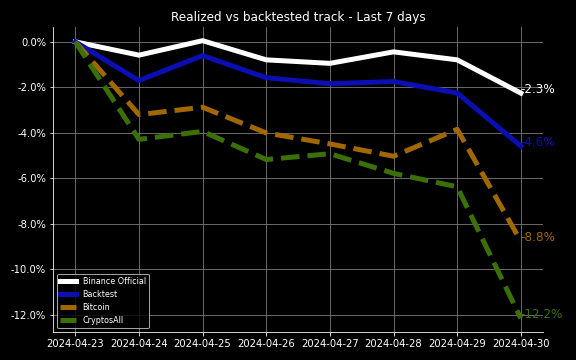 Realized vs backtested track - Last 7 days
0.0%
-2.0%
-4.0%
-6.0%
-8.0%
-10.0%
-12.0%
-2.3%
-4.6%
-8.8%
-12.2%
Binance Official
Backtest
Bitcoin
CryptosAll
2024-04-23 2024-04-24 2024-04-25 2024-04-26 2024-04-27 2024-04-28 2024-04-29 2024-04-30